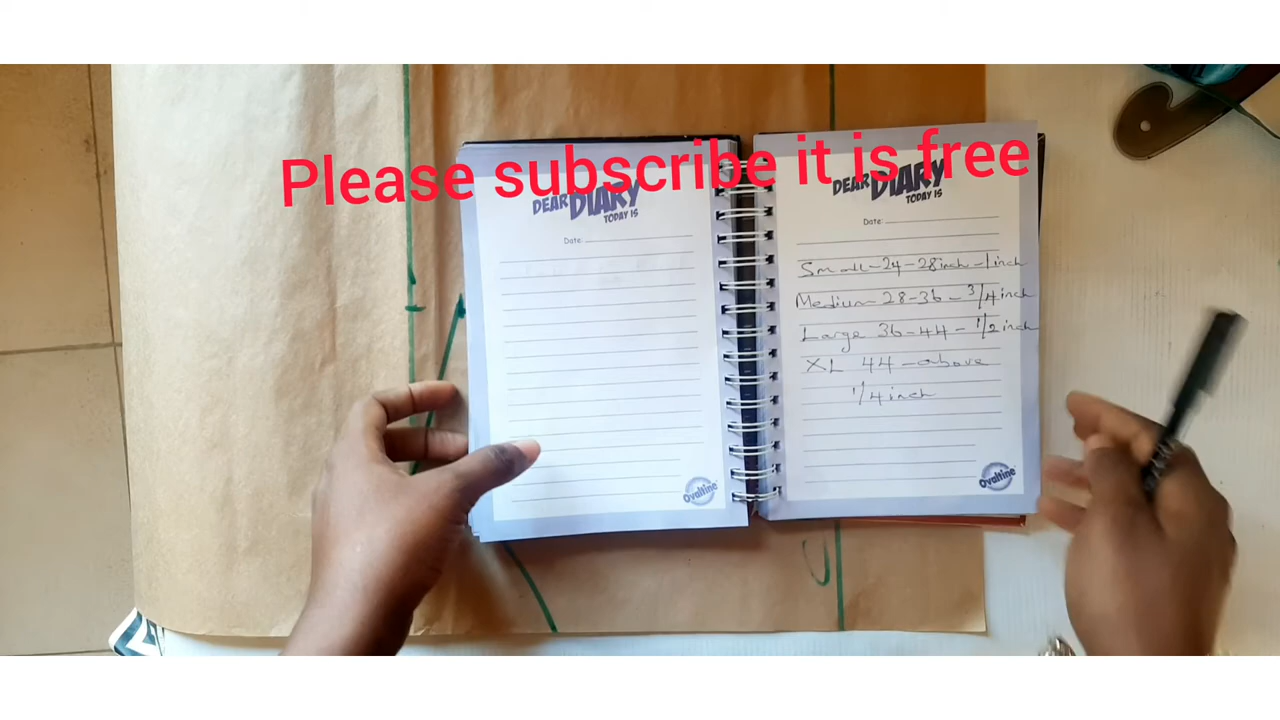 Please subscribe it is free
DEAR DIARY
TODAY IS
Date:
Ovaltine
DEAR DIARY
TODAY IS
Date:
Small-24-28inch-1inch
Medium-28-36-3/4inch
Large 36-44-1/2inch
XL 44-above
1/4inch
Ovaltine